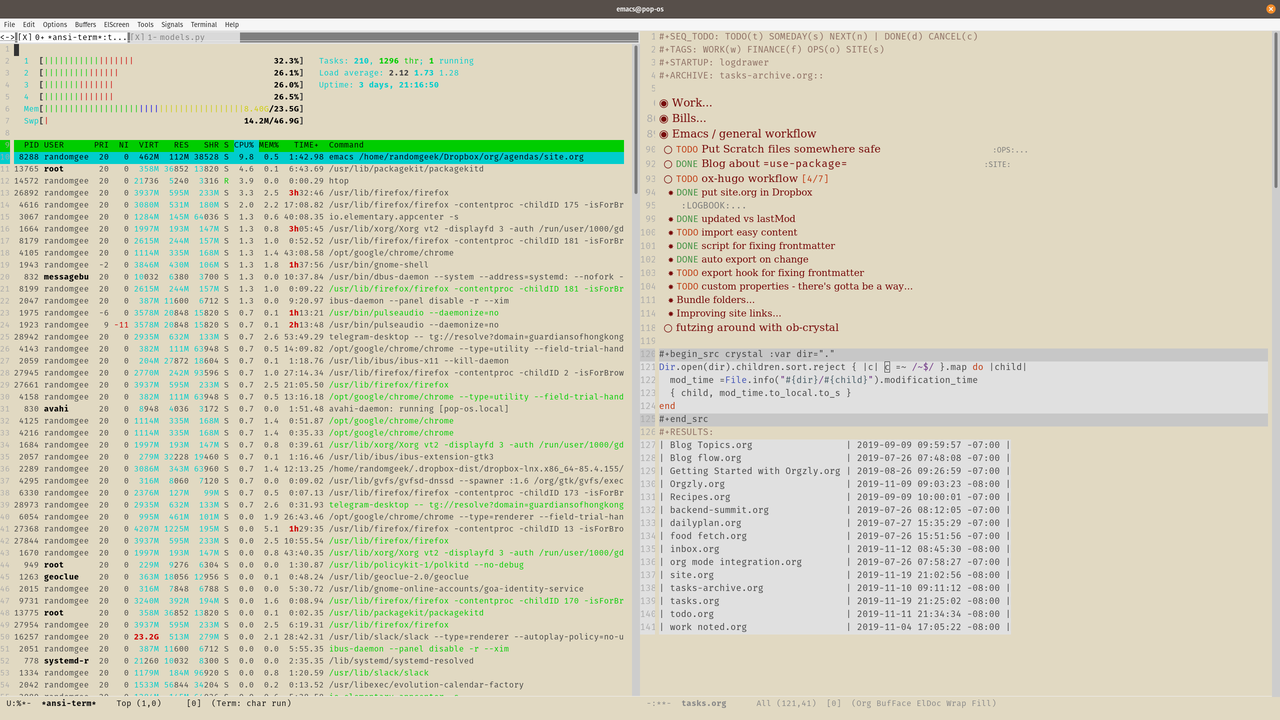 emacs@pop-os
File Edit Options Buffers ElScreen Tools Signals Terminal Help
<->[X] 0+ *ansi-term*:t...[X] 1- models.py
1 [ 32.3%] Tasks: 210, 1296 thr; 1 running
2 [ 26.1%] Load average: 2.12 1.73 1.28
3 [ 26.0%] Uptime: 3 days, 21:16:50
4 [ 26.5%]
Mem[ /23.5G]
Swp[ 14.2M/46.9G]
PID USER PRI NI VIRT RES SHR S CPU% MEM% TIME+ Command
8288 randomgee 20 0 462M 112M 38528 S 9.8 0.5 1:42.98 emacs /home/randomgeek/Dropbox/org/agendas/site.org
13765 root 20 0 358M 36852 13820 S 4.6 0.1 6:43.69 /usr/lib/packagekit/packagekitd
14572 randomgee 20 0 21736 5240 3316 R 3.9 0.0 0:00.29 htop
26892 randomgee 20 0 3937M 595M 233M S 3.3 2.5 3h32:46 /usr/lib/firefox/firefox
4616 randomgee 20 0 3080M 531M 180M S 2.0 2.2 17:08.82 /usr/lib/firefox/firefox -contentproc -childID 175 -isForBr
3067 randomgee 20 0 1284M 145M 64036 S 1.3 0.6 40:08.35 io.elementary.appcenter -s
1664 randomgee 20 0 1997M 193M 147M S 1.3 0.8 3h05:45 /usr/lib/xorg/Xorg vt2 -displayfd 3 -auth /run/user/1000/gd
8179 randomgee 20 0 2615M 244M 157M S 1.3 1.0 0:52.52 /usr/lib/firefox/firefox -contentproc -childID 181 -isForBr
4105 randomgee 20 0 1114M 335M 168M S 1.3 1.4 43:08.58 /opt/google/chrome/chrome
1943 randomgee -2 0 3846M 430M 106M S 1.3 1.8 1h37:56 /usr/bin/gnome-shell
832 messagebu 20 0 10032 6380 3700 S 1.3 0.0 10:37.84 /usr/bin/dbus-daemon --system --address=systemd: --nofork -
8199 randomgee 20 0 2615M 244M 157M S 1.3 1.0 0:09.22 /usr/lib/firefox/firefox -contentproc -childID 181 -isForBr
2047 randomgee 20 0 387M 11600 6712 S 1.3 0.0 9:20.97 ibus-daemon --panel disable -r --xim
1975 randomgee -6 0 3578M 20848 15820 S 0.7 0.1 1h13:21 /usr/bin/pulseaudio --daemonize=no
1923 randomgee 9 -11 3578M 20848 15820 S 0.7 0.1 2h13:48 /usr/bin/pulseaudio --daemonize=no
28942 randomgee 20 0 2935M 632M 133M S 0.7 2.6 53:49.29 telegram-desktop -- tg://resolve?domain=guardiansofhongkong
4143 randomgee 20 0 382M 111M 63948 S 0.7 0.5 14:09.82 /opt/google/chrome/chrome --type=utility --field-trial-hand
2059 randomgee 20 0 204M 27872 18604 S 0.7 0.1 1:18.76 /usr/lib/ibus/ibus-x11 --kill-daemon
27945 randomgee 20 0 2770M 242M 93596 S 0.7 1.0 27:14.34 /usr/lib/firefox/firefox -contentproc -childID 2 -isForBrow
27661 randomgee 20 0 3937M 595M 233M S 0.7 2.5 21:05.50 /usr/lib/firefox/firefox
4158 randomgee 20 0 382M 111M 63948 S 0.7 0.5 13:16.18 /opt/google/chrome/chrome --type=utility --field-trial-hand
830 avahi 20 0 8948 4036 3172 S 0.7 0.0 1:51.48 avahi-daemon: running [pop-os.local]
4125 randomgee 20 0 1114M 335M 168M S 0.7 1.4 0:51.87 /opt/google/chrome/chrome
4216 randomgee 20 0 1114M 335M 168M S 0.7 1.4 0:55.33 /opt/google/chrome/chrome
1684 randomgee 20 0 1997M 193M 147M S 0.7 0.8 0:39.61 /usr/lib/xorg/Xorg vt2 -displayfd 3 -auth /run/user/1000/gd
2057 randomgee 20 0 279M 32228 19460 S 0.7 0.1 1:16.46 /usr/lib/ibus/ibus-extension-gtk3
2289 randomgee 20 0 3086M 343M 63960 S 0.7 1.4 12:13.25 /home/randomgeek/.dropbox-dist/dropbox-lnx.x86_64-85.4.155/
4295 randomgee 20 0 316M 8060 7120 S 0.7 0.0 0:09.02 /usr/lib/gvfs/gvfsd-dnssd --spawner :1.6 /org/gtk/gvfs/exec
6330 randomgee 20 0 2376M 127M 99M S 0.7 0.5 0:07.13 /usr/lib/firefox/firefox -contentproc -childID 173 -isForBr
28973 randomgee 20 0 2935M 632M 133M S 0.7 2.6 0:31.93 telegram-desktop -- tg://resolve?domain=guardiansofhongkong
6054 randomgee 20 0 995M 461M 101M S 0.0 1.9 26:43.46 /opt/google/chrome/chrome --type=renderer --field-trial-han
27368 randomgee 20 0 4207M 1225M 195M S 0.0 5.1 1h29:35 /usr/lib/firefox/firefox -contentproc -childID 13 -isForBro
27844 randomgee 20 0 3937M 595M 233M S 0.0 2.5 10:55.54 /usr/lib/firefox/firefox
1670 randomgee 20 0 1997M 193M 147M S 0.0 0.8 43:40.35 /usr/lib/xorg/Xorg vt2 -displayfd 3 -auth /run/user/1000/gd
949 root 20 0 229M 9276 6304 S 0.0 0.0 1:30.87 /usr/lib/policykit-1/polkitd --no-debug
1263 geoclue 20 0 363M 18056 12956 S 0.0 0.1 0:48.24 /usr/lib/geoclue-2.0/geoclue
2015 randomgee 20 0 316M 7848 6788 S 0.0 0.0 5:30.72 /usr/lib/gnome-online-accounts/goa-identity-service
9731 randomgee 20 0 3240M 392M 194M S 0.0 1.6 0:08.94 /usr/lib/firefox/firefox -contentproc -childID 170 -isForBr
13775 root 20 0 358M 36852 13820 S 0.0 0.1 0:02.35 /usr/lib/packagekit/packagekitd
27954 randomgee 20 0 3937M 595M 233M S 0.0 2.5 6:19.31 /usr/lib/firefox/firefox
16257 randomgee 20 0 23.2G 513M 279M S 0.0 2.1 28:42.31 /usr/lib/slack/slack --type=renderer --autoplay-policy=no-u
2051 randomgee 20 0 387M 11600 6712 S 0.0 0.0 5:55.35 ibus-daemon --panel disable -r --xim
778 systemd-r 20 0 21260 10032 8300 S 0.0 0.0 2:35.35 /lib/systemd/systemd-resolved
1334 randomgee 20 0 1179M 184M 96920 S 0.0 0.8 1:20.59 /usr/lib/slack/slack
2042 randomgee 20 0 1533M 56844 34204 S 0.0 0.2 0:13.52 /usr/libexec/evolution-calendar-factory
U:%*- *ansi-term* Top (1,0) [0] (Term: char run)
#+SEQ_TODO: TODO(t) SOMEDAY(s) NEXT(n) | DONE(d) CANCEL(c)
#+TAGS: WORK(w) FINANCE(f) OPS(o) SITE(s)
#+STARTUP: logdrawer
#+ARCHIVE: tasks-archive.org::
◉ Work...
◉ Bills...
◉ Emacs / general workflow
○ TODO Put Scratch files somewhere safe :OPS:...
○ DONE Blog about =use-package= :SITE:
○ TODO ox-hugo workflow [4/7]
✸ DONE put site.org in Dropbox
:LOGBOOK:...
✸ DONE updated vs lastMod
✸ TODO import easy content
✸ DONE script for fixing frontmatter
✸ DONE auto export on change
✸ TODO export hook for fixing frontmatter
✸ TODO custom properties - there's gotta be a way...
✸ Bundle folders...
✸ Improving site links...
○ futzing around with ob-crystal
#+begin_src crystal :var dir="."
Dir.open(dir).children.sort.reject { |c| c =~ /~$/ }.map do |child|
mod_time =File.info("#{dir}/#{child}").modification_time
{ child, mod_time.to_local.to_s }
end
#+end_src
#+RESULTS:
| Blog Topics.org | 2019-09-09 09:59:57 -07:00 |
| Blog flow.org | 2019-07-26 07:48:08 -07:00 |
| Getting Started with Orgzly.org | 2019-08-26 09:26:59 -07:00 |
| Orgzly.org | 2019-11-09 09:03:23 -08:00 |
| Recipes.org | 2019-09-09 10:00:01 -07:00 |
| backend-summit.org | 2019-07-26 08:12:05 -07:00 |
| dailyplan.org | 2019-07-27 15:35:29 -07:00 |
| food fetch.org | 2019-07-26 15:51:56 -07:00 |
| inbox.org | 2019-11-12 08:45:30 -08:00 |
| org mode integration.org | 2019-07-26 07:58:27 -07:00 |
| site.org | 2019-11-19 21:02:56 -08:00 |
| tasks-archive.org | 2019-11-10 09:11:12 -08:00 |
| tasks.org | 2019-11-19 21:25:02 -08:00 |
| todo.org | 2019-11-11 21:34:34 -08:00 |
| work noted.org | 2019-11-04 17:05:22 -08:00 |
-:**- tasks.org All (121,41) [0] (Org BufFace ElDoc Wrap Fill)